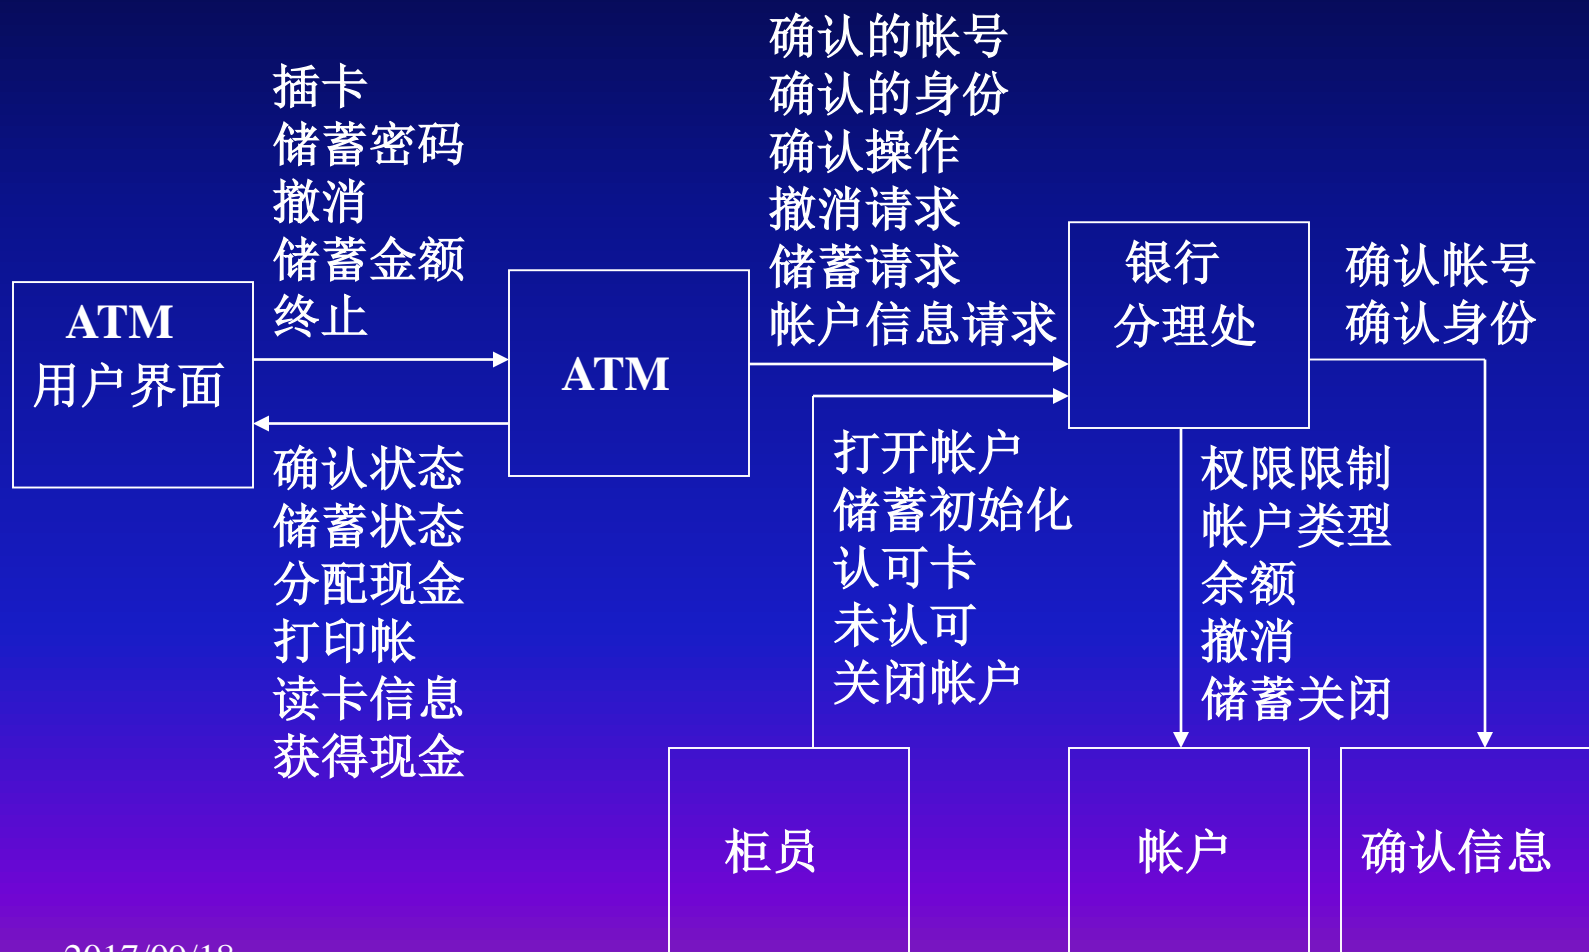 插卡
储蓄密码
撤消
储蓄金额
终止
确认的帐号
确认的身份
确认操作
撤消请求
储蓄请求
帐户信息请求
ATM
用户界面
ATM
银行
分理处
确认帐号
确认身份
确认状态
储蓄状态
分配现金
打印帐
读卡信息
获得现金
打开帐户
储蓄初始化
认可卡
未认可
关闭帐户
权限限制
帐户类型
余额
撤消
储蓄关闭
柜员
帐户
确认信息
2017/09/18